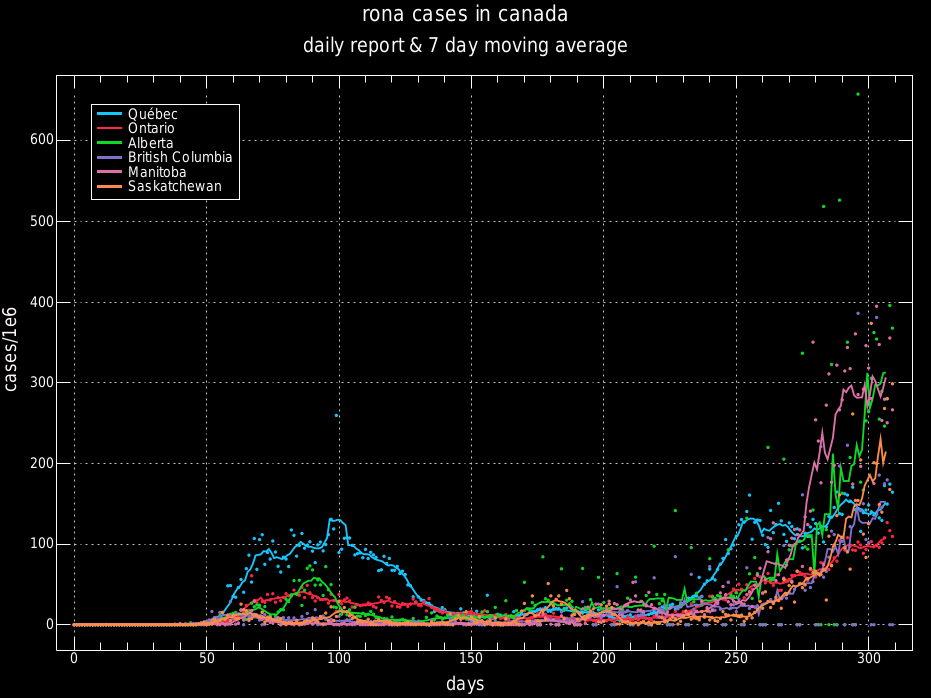 rona cases in canada
daily report & 7 day moving average
Québec
Ontario
Alberta
British Columbia
Manitoba
Saskatchewan
cases/1e6
600
500
400
300
200
100
0
0 50 100 150 200 250 300
days